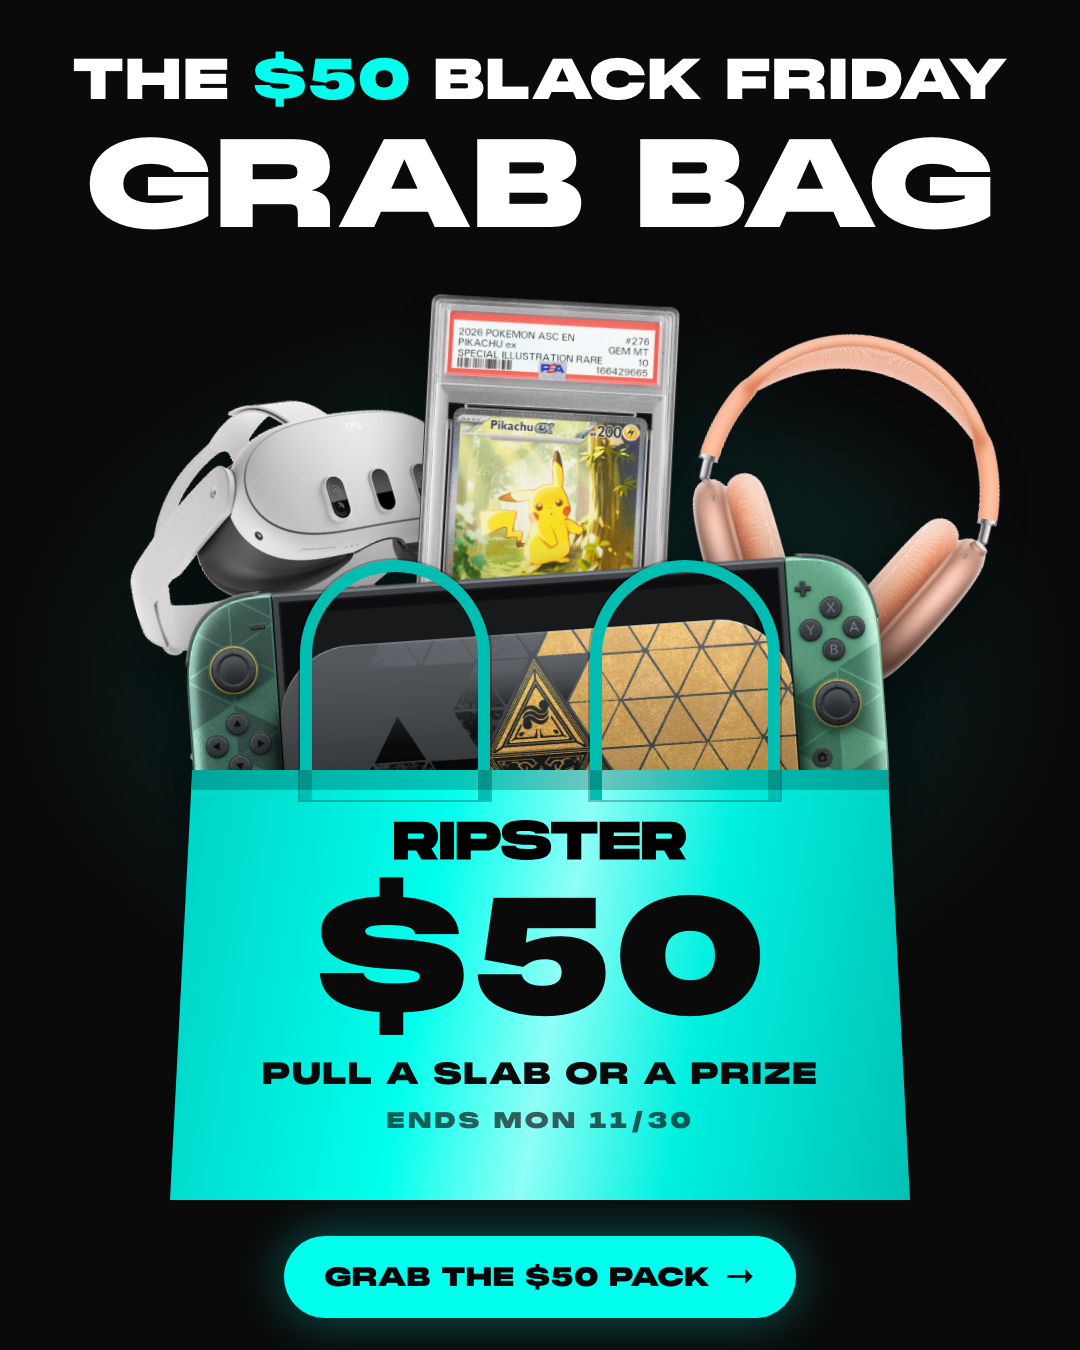 THE $50 BLACK FRIDAY
GRAB BAG
2026 POKEMON ASC EN #276
PIKACHU ex GEM MT
SPECIAL ILLUSTRATION RARE 10
PSA 166429665
Pikachu ex 200
X
Y A
B
RIPSTER
$50
PULL A SLAB OR A PRIZE
ENDS MON 11/30
GRAB THE $50 PACK →